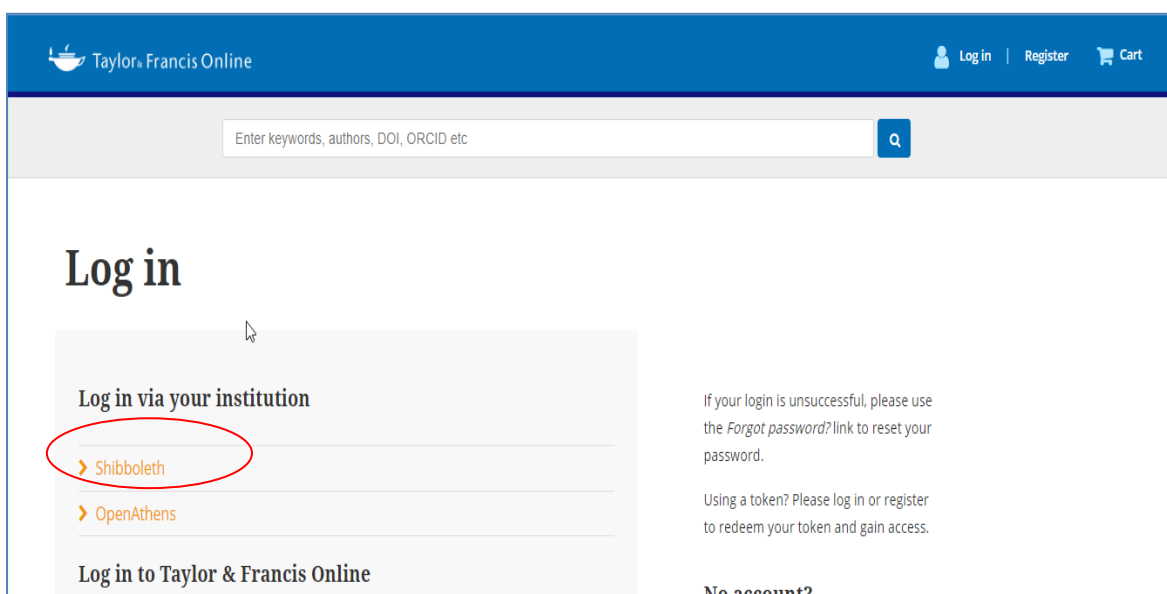 Taylor & Francis Online
Log in | Register Cart
Enter keywords, authors, DOI, ORCID etc
Log in
Log in via your institution
Shibboleth
OpenAthens
Log in to Taylor & Francis Online
If your login is unsuccessful, please use
the Forgot password? link to reset your
password.
Using a token? Please log in or register
to redeem your token and gain access.
No account?